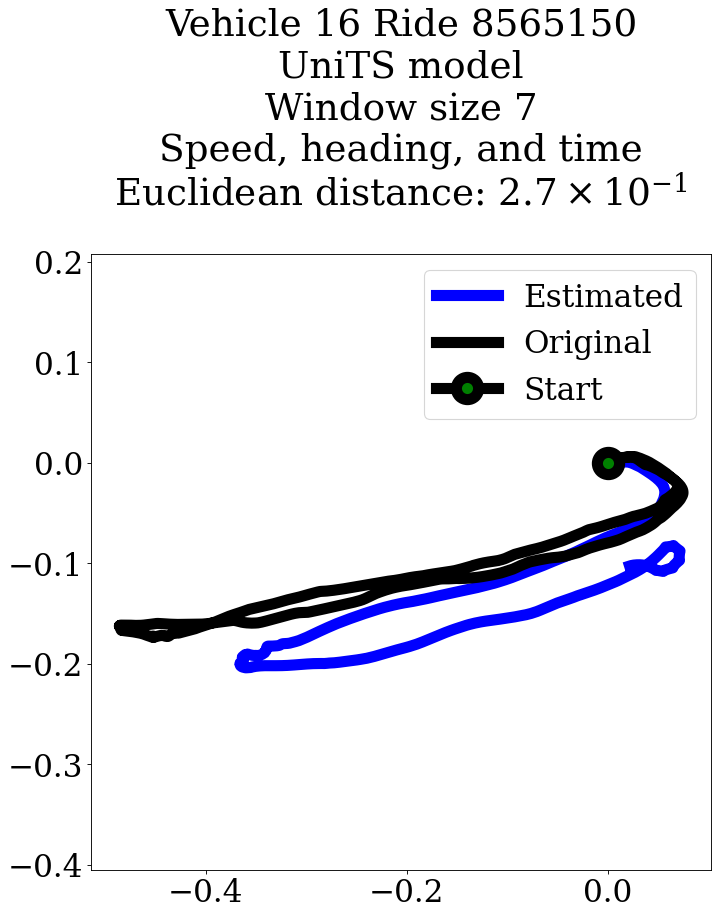 Vehicle 16 Ride 8565150
UniTS model
Window size 7
Speed, heading, and time
Euclidean distance: 2.7 × 10⁻¹
Estimated
Original
Start
0.2
0.1
0.0
−0.1
−0.2
−0.3
−0.4
−0.4 −0.2 0.0